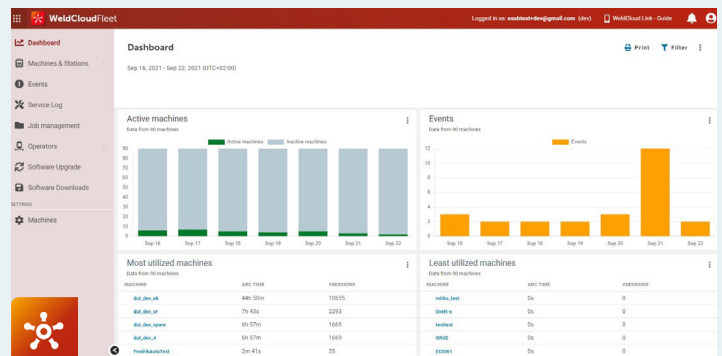 WeldCloudFleet
Logged in as: esabtest+dev@gmail.com (dev)
WeldCloud Link - Guide
Dashboard
Machines & Stations
Events
Service Log
Job management
Operators
Software Upgrade
Software Downloads
SETTINGS
Machines
Dashboard
Print
Filter
Sep 16, 2021 - Sep 22, 2021 (UTC+02:00)
Active machines
Data from 90 machines
Active machines
Inactive machines
90
80
70
60
50
40
30
20
10
0
Sep 16 Sep 17 Sep 18 Sep 19 Sep 20 Sep 21 Sep 22
Events
Data from 90 machines
Events
12
10
8
6
4
2
0
Sep 16 Sep 17 Sep 18 Sep 19 Sep 20 Sep 21 Sep 22
Most utilized machines
Data from 90 machines
MACHINE ARC TIME #SESSIONS
dut_dev_ek 44h 50m 10655
dut_dev_sr 7h 43s 2293
dut_dev_spare 6h 57m 1669
dut_dev_4 6h 57m 1669
FredrikAutoTest 2m 41s 35
Least utilized machines
Data from 90 machines
MACHINE ARC TIME #SESSIONS
mirko_test 0s 0
Grett-s 0s 0
testtest 0s 0
ORUE 0s 0
ECOW1 0s 0